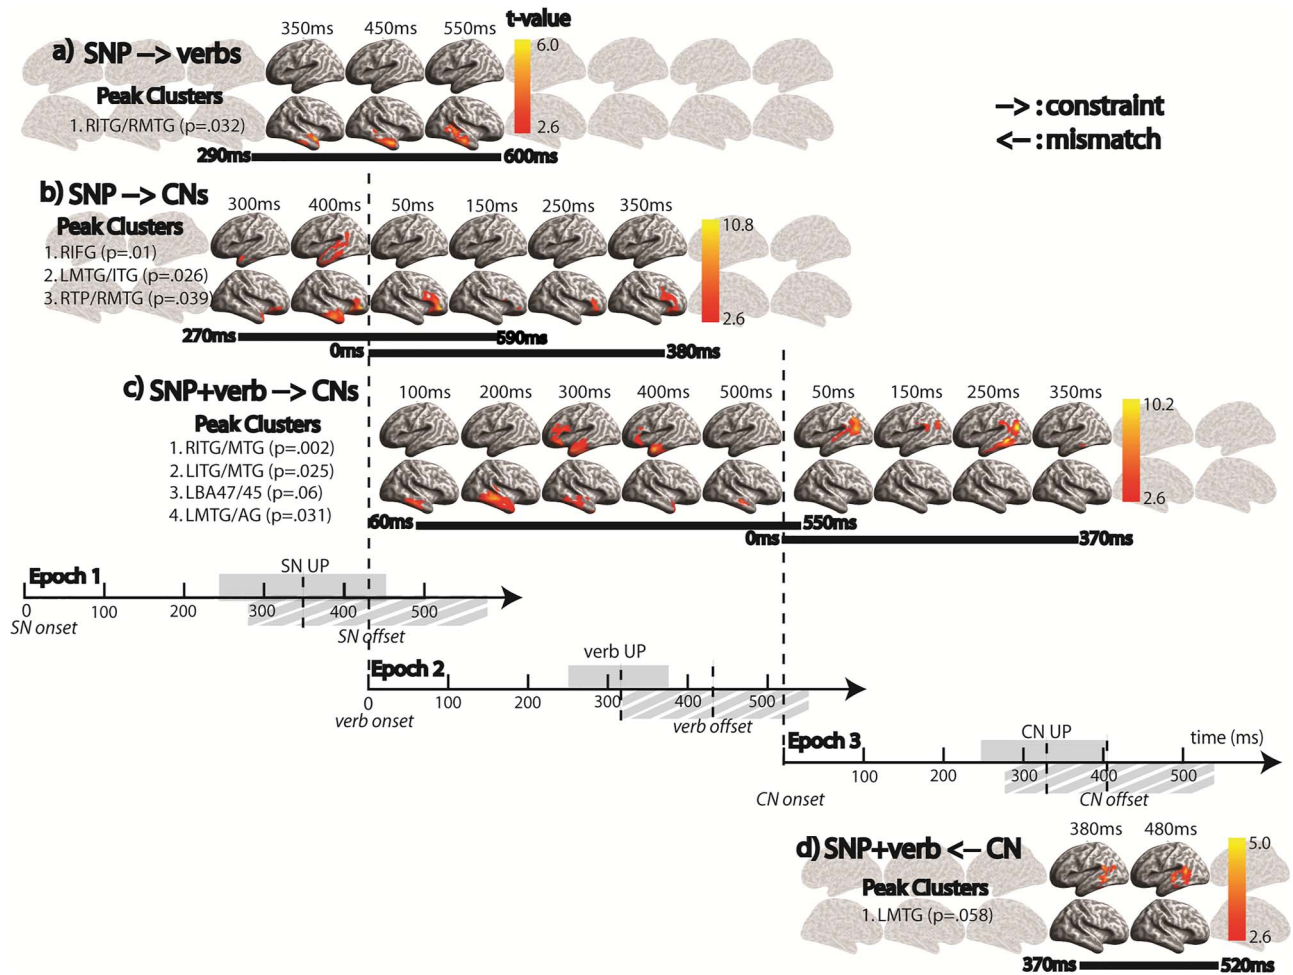 350ms 450ms 550ms t-value
a) SNP —> verbs
6.0
Peak Clusters
1. RITG/RMTG (p=.032)
2.6
290ms 600ms
—> : constraint
<— : mismatch
b) SNP —> CNs
300ms 400ms 50ms 150ms 250ms 350ms
Peak Clusters
10.8
1. RIFG (p=.01)
2. LMTG/ITG (p=.026)
3. RTP/RMTG (p=.039)
2.6
270ms 590ms
0ms 380ms
c) SNP+verb —> CNs
100ms 200ms 300ms 400ms 500ms 50ms 150ms 250ms 350ms
10.2
Peak Clusters
1. RITG/MTG (p=.002)
2. LITG/MTG (p=.025)
3. LBA47/45 (p=.06)
4. LMTG/AG (p=.031)
2.6
60ms 550ms
0ms 370ms
Epoch 1
SN UP
0 100 200 300 400 500
SN onset
SN offset
Epoch 2
verb UP
0 100 200 300 400 500
verb onset
verb offset
Epoch 3
CN UP
time (ms)
100 200 300 400 500
CN onset
CN offset
380ms 480ms
d) SNP+verb <— CN
5.0
Peak Clusters
1. LMTG (p=.058)
2.6
370ms 520ms